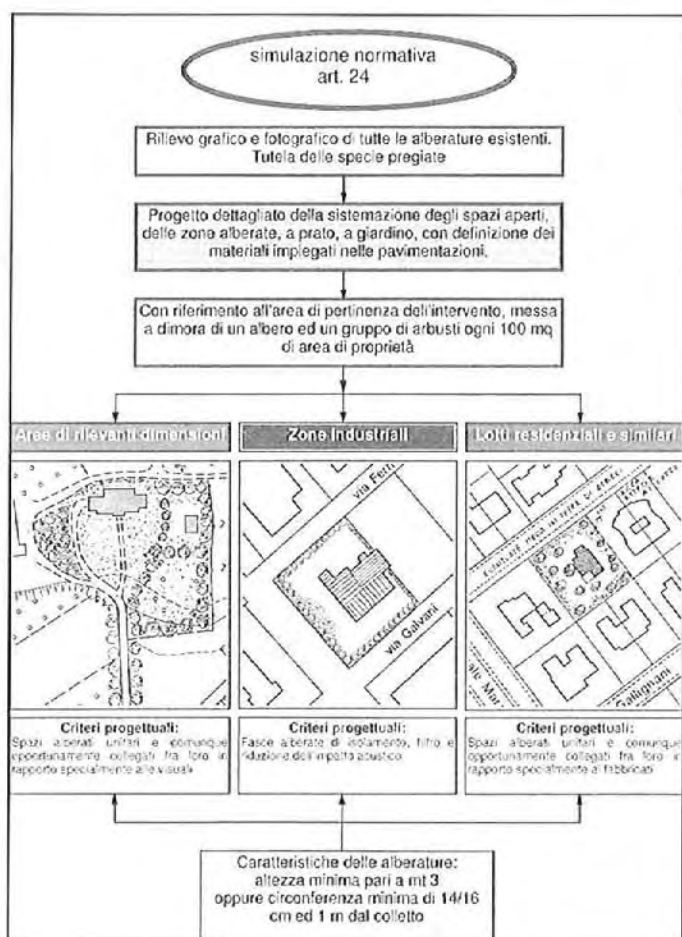 simulazione normativa
art. 24
Rilievo grafico e fotografico di tutte le alberature esistenti.
Tutela delle specie pregiate
Progetto dettagliato della sistemazione degli spazi aperti,
delle zone alberate, a prato, a giardino, con definizione dei
materiali impiegati nelle pavimentazioni.
Con riferimento all'area di pertinenza dell'intervento, messa
a dimora di un albero ed un gruppo di arbusti ogni 100 mq
di area di proprietà
Aree di rilevanti dimensioni
Zone Industriali
Lotti residenziali e similari
via Ferri
via Galvani
Gallignani
Criteri progettuali:
Spazi alberati unitari e comunque
opportunamente collegati fra loro in
rapporto specialmente alle visuali
Criteri progettuali:
Fasce alberate di isolamento, filtro e
riduzione dell'impatto acustico
Criteri progettuali:
Spazi alberati unitari e comunque
opportunamente collegati fra loro in
rapporto specialmente ai fabbricati
Caratteristiche delle alberature:
altezza minima pari a mt 3
oppure circonferenza minima di 14/16
cm ed 1 m dal colletto